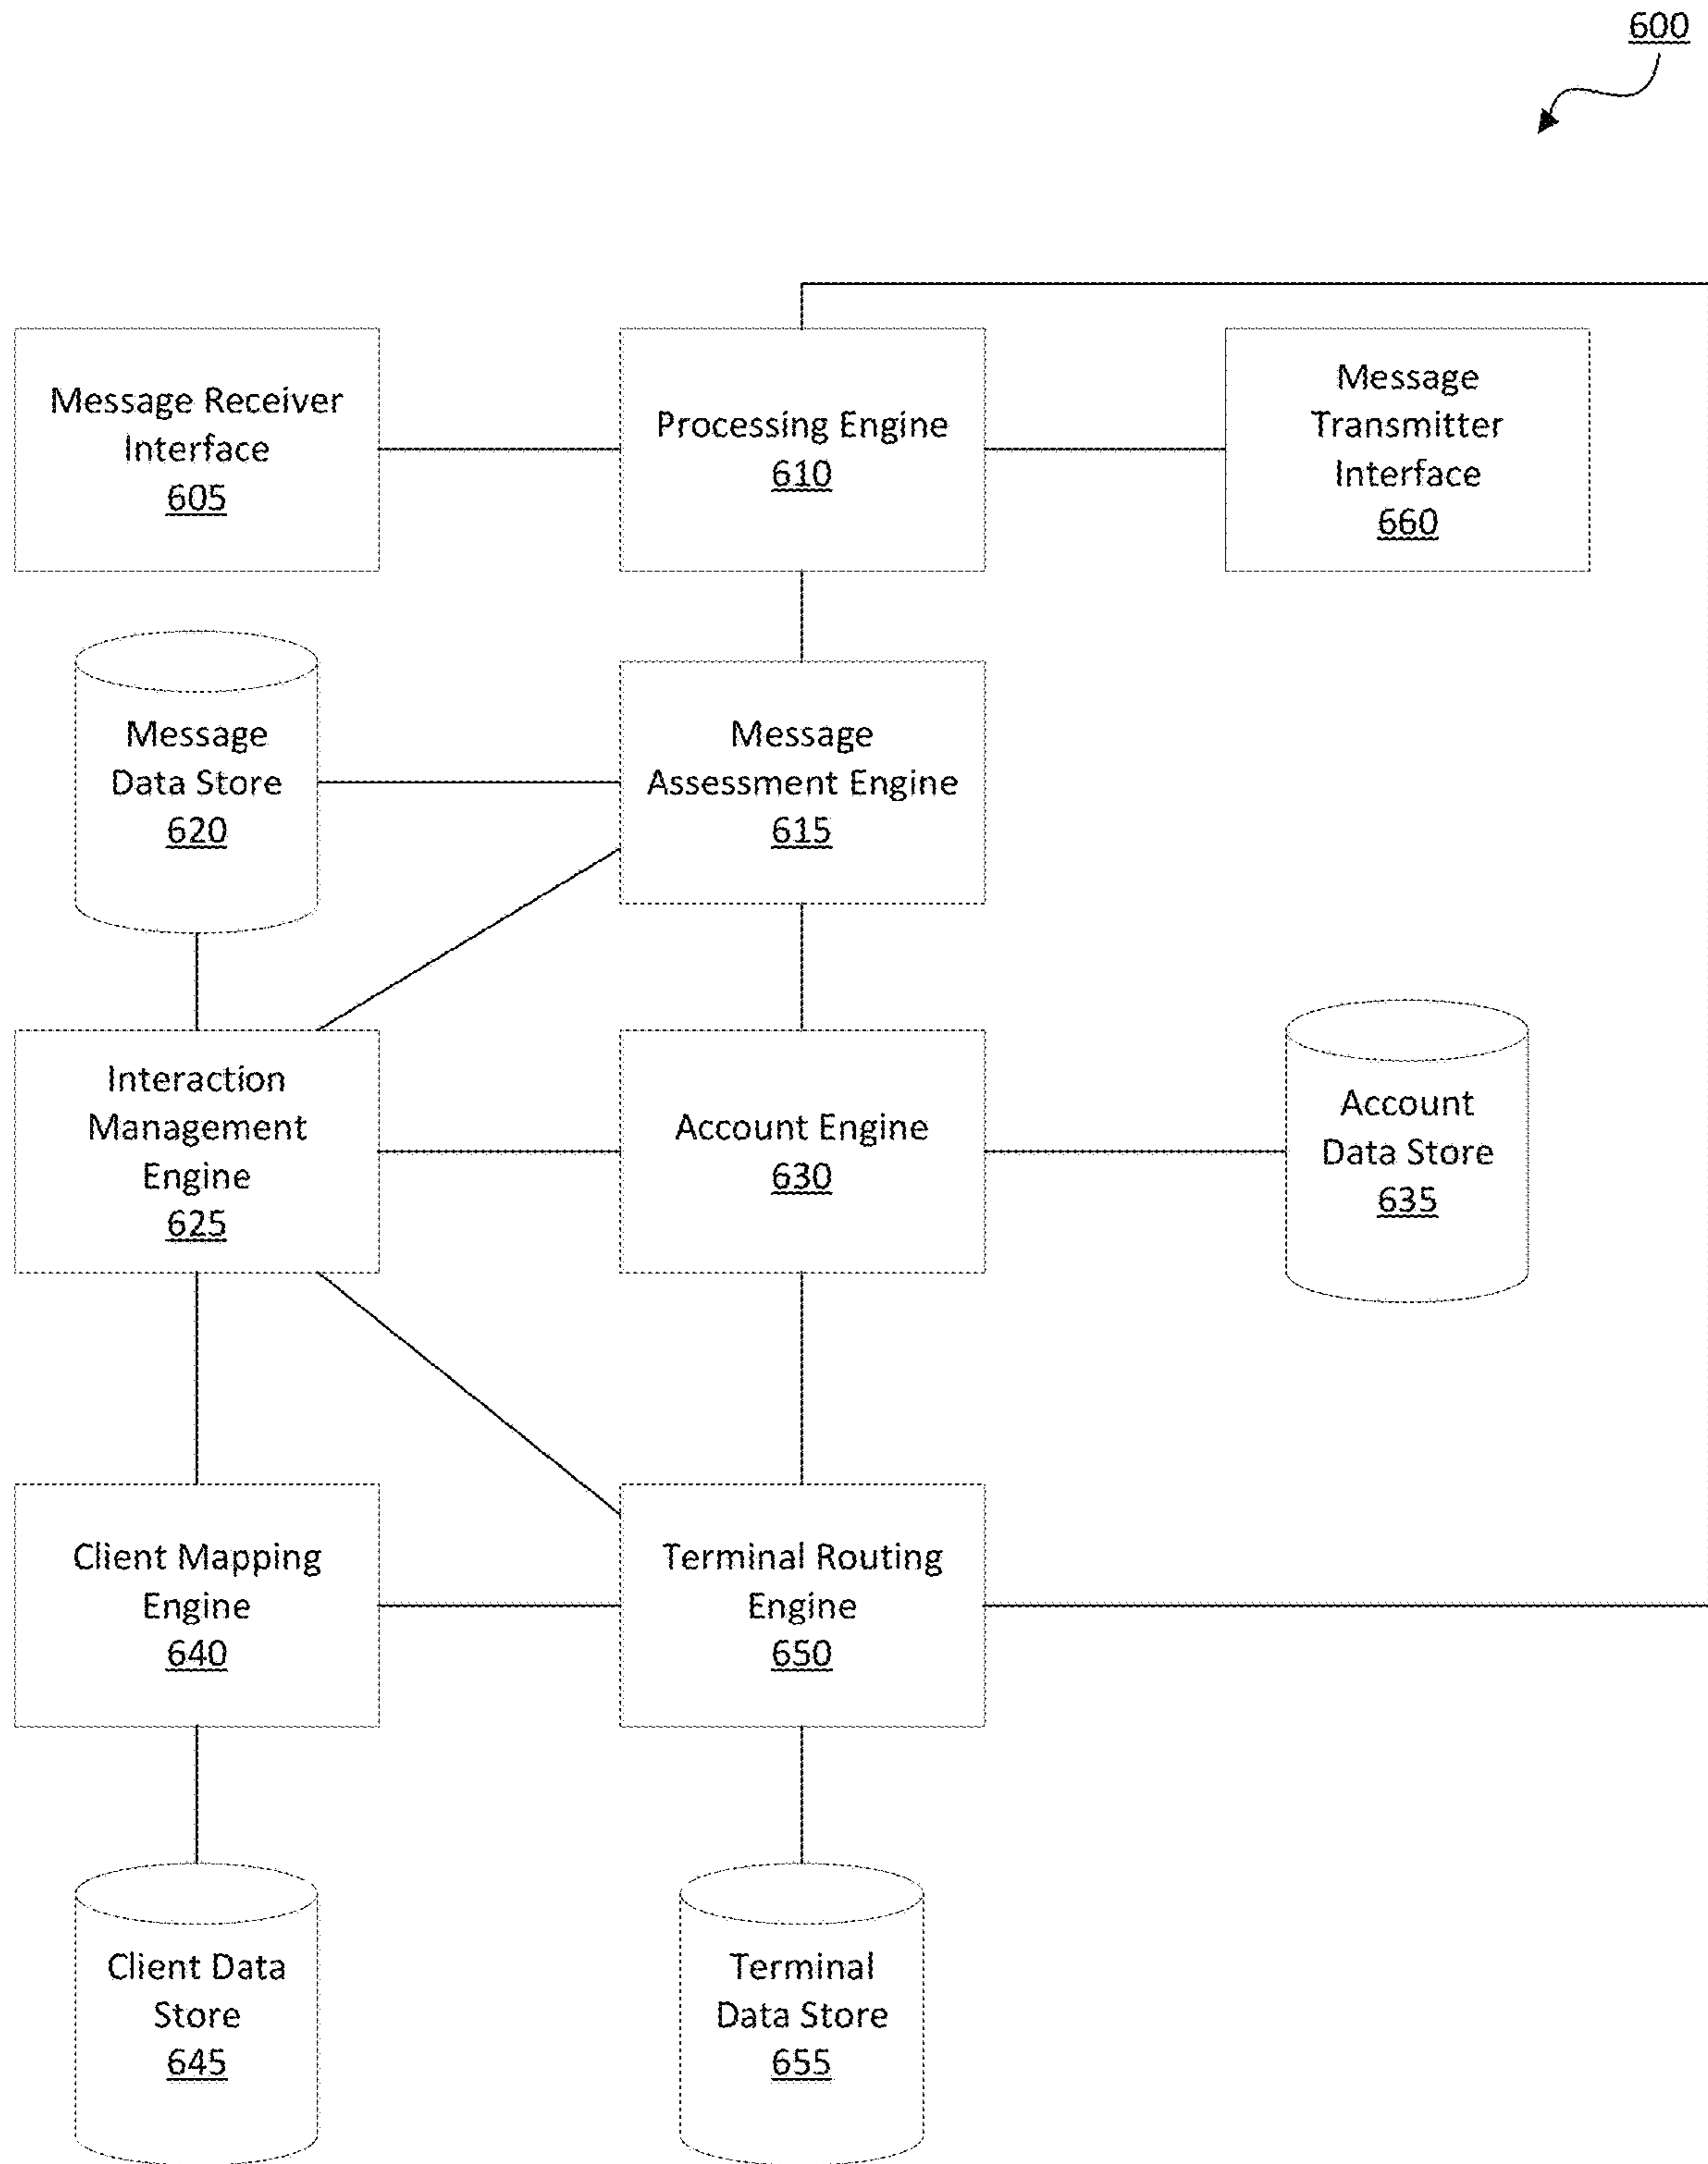 600
Message Receiver
Interface
605
Processing Engine
610
Message
Transmitter
Interface
660
Message
Data Store
620
Message
Assessment Engine
615
Interaction
Management
Engine
625
Account Engine
630
Account
Data Store
635
Client Mapping
Engine
640
Terminal Routing
Engine
650
Client Data
Store
645
Terminal
Data Store
655